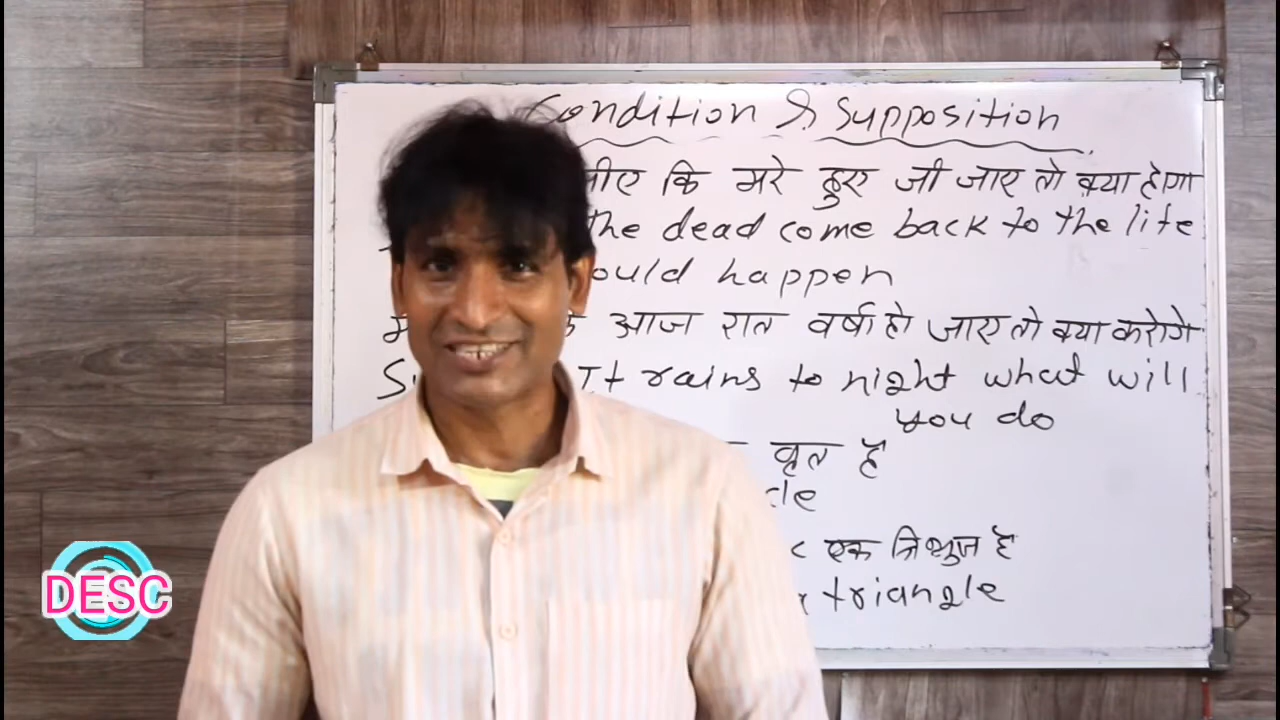 Condition & Supposition
कि मरे हुए जी जाए तो क्या होगा
the dead come back to the life
happen
आज रात वर्षा हो जाए तो क्या करोगे
It rains to night what will
you do
वृत है
एक त्रिभुज है
triangle
DESC